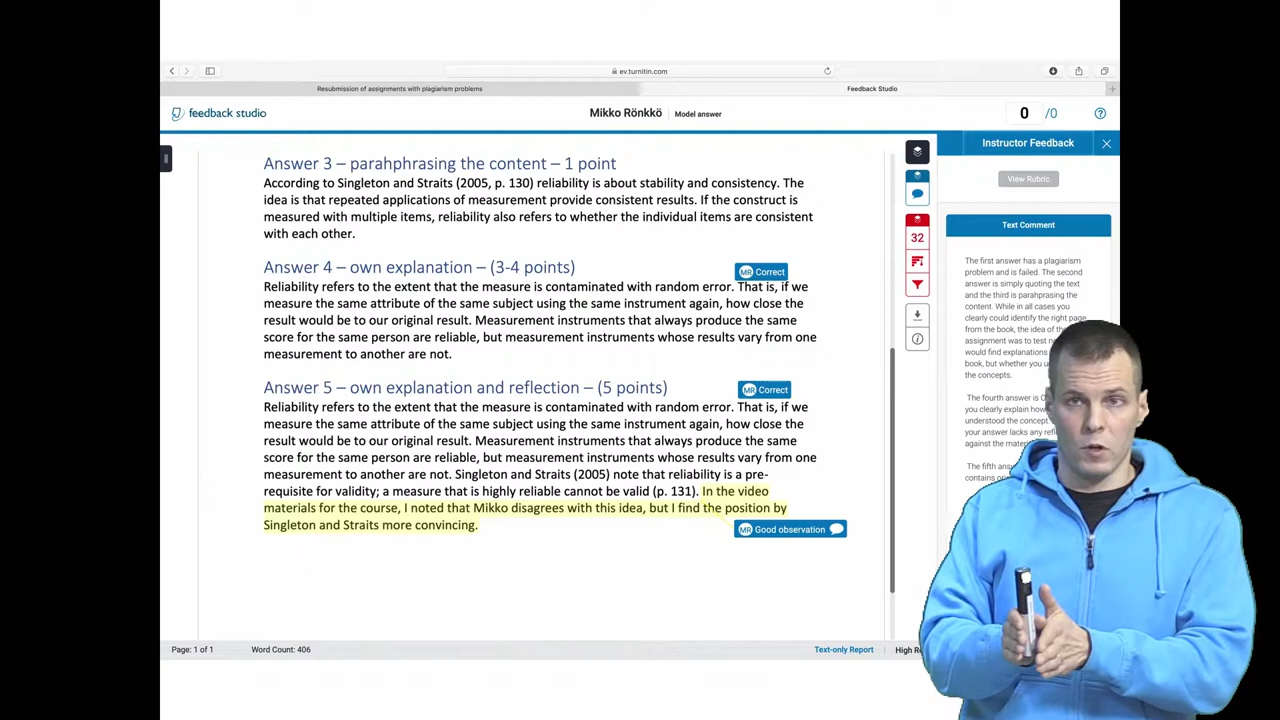 ev.turnitin.com
Resubmission of assignments with plagiarism problems
Feedback Studio
feedback studio
Mikko Rönkkö
Model answer
0 /0
Instructor Feedback
View Rubric
Text Comment
Answer 3 – parahphrasing the content – 1 point
According to Singleton and Straits (2005, p. 130) reliability is about stability and consistency. The
idea is that repeated applications of measurement provide consistent results. If the construct is
measured with multiple items, reliability also refers to whether the individual items are consistent
with each other.
Answer 4 – own explanation – (3-4 points)
MR Correct
Reliability refers to the extent that the measure is contaminated with random error. That is, if we
measure the same attribute of the same subject using the same instrument again, how close the
result would be to our original result. Measurement instruments that always produce the same
score for the same person are reliable, but measurement instruments whose results vary from one
measurement to another are not.
Answer 5 – own explanation and reflection – (5 points)
MR Correct
Reliability refers to the extent that the measure is contaminated with random error. That is, if we
measure the same attribute of the same subject using the same instrument again, how close the
result would be to our original result. Measurement instruments that always produce the same
score for the same person are reliable, but measurement instruments whose results vary from one
measurement to another are not. Singleton and Straits (2005) note that reliability is a pre-
requisite for validity; a measure that is highly reliable cannot be valid (p. 131). In the video
materials for the course, I noted that Mikko disagrees with this idea, but I find the position by
Singleton and Straits more convincing.
MR Good observation
32
The first answer has a plagiarism
problem and is failed. The second
answer is simply quoting the text
and the third is paraphrasing the
content. While in all cases you
clearly could identify the right page
from the book, the idea of the
assignment was to test
would find explanations
book, but whether you
the concepts.
The fourth answer is
you clearly explain how
understood the concept.
your answer lacks any
against the
The fifth
contains
Page: 1 of 1
Word Count: 406
Text-only Report
High